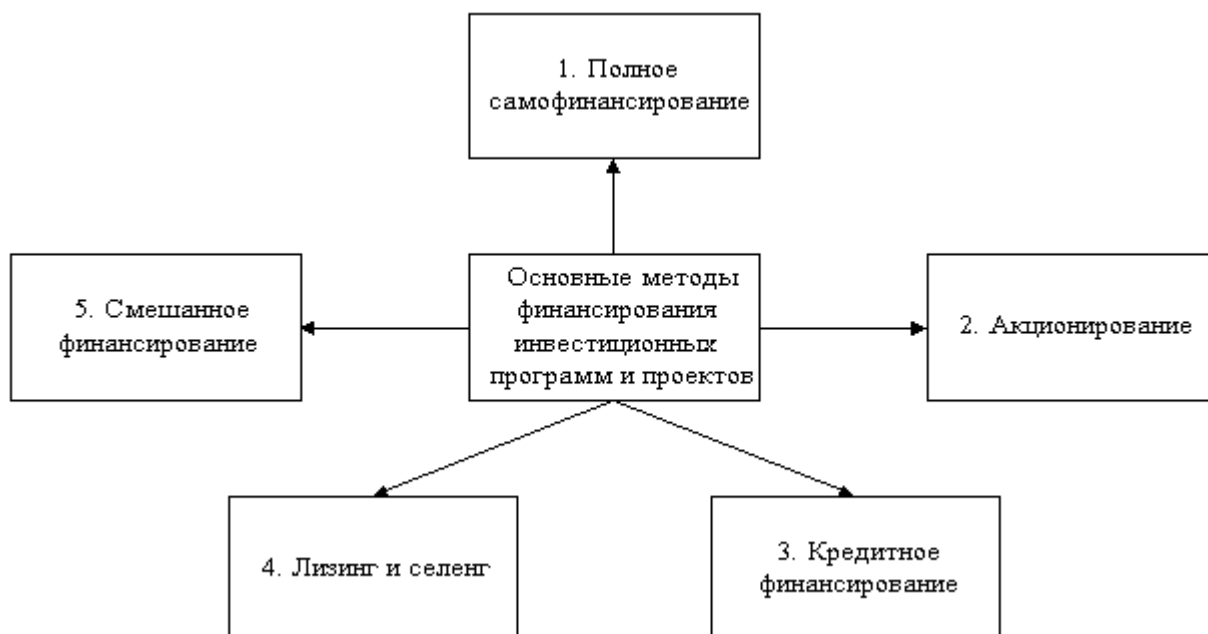 1. Полное
самофинансирование
Основные методы
финансирования
инвестиционных
программ и проектов
5. Смешанное
финансирование
2. Акционирование
4. Лизинг и селенг
3. Кредитное
финансирование